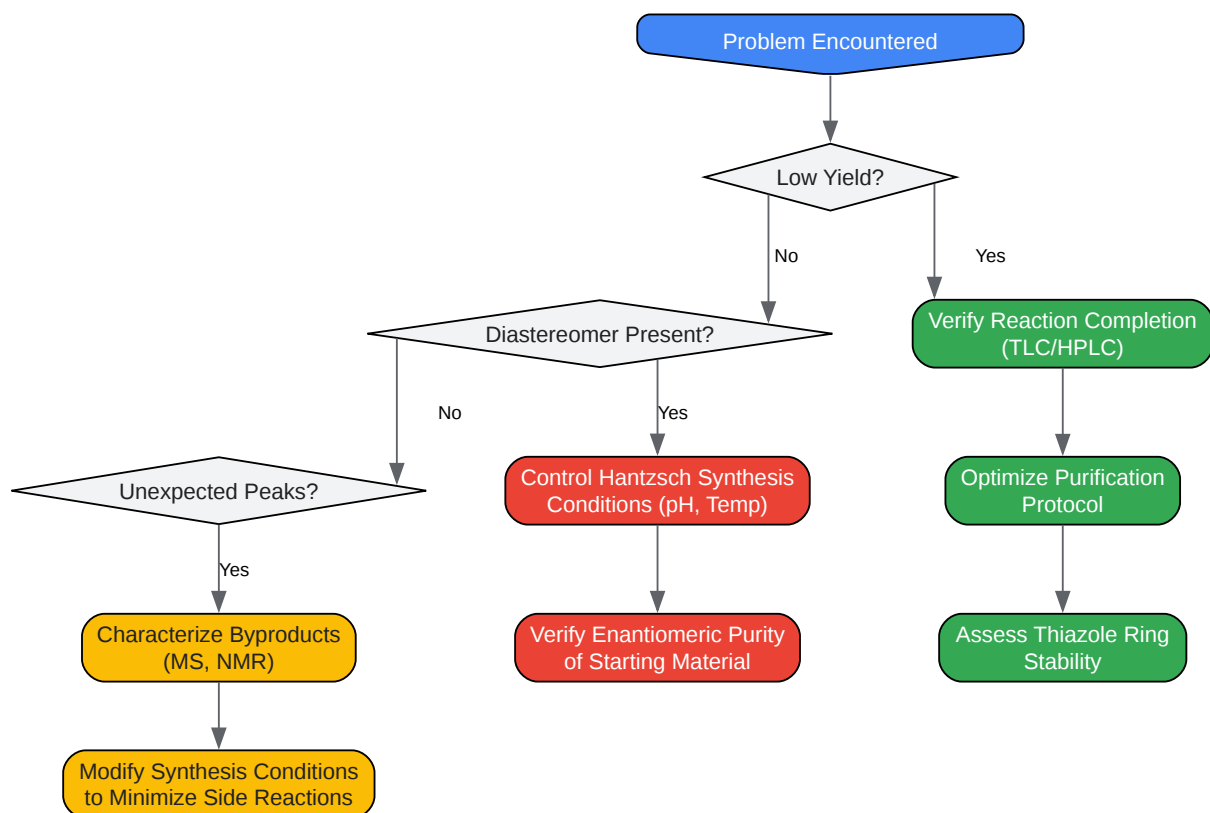 Problem Encountered
Low Yield?
No
Yes
Diastereomer Present?
Verify Reaction Completion
(TLC/HPLC)
No
Yes
Unexpected Peaks?
Control Hantzsch Synthesis
Conditions (pH, Temp)
Optimize Purification
Protocol
Yes
Characterize Byproducts
(MS, NMR)
Verify Enantiomeric Purity
of Starting Material
Assess Thiazole Ring
Stability
Modify Synthesis Conditions
to Minimize Side Reactions